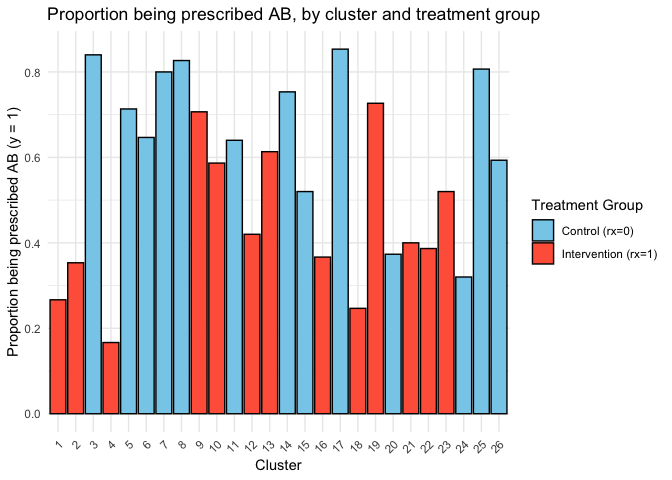 Proportion being prescribed AB, by cluster and treatment group
Proportion being prescribed AB (y = 1)
0.8
0.6
0.4
0.2
0.0
1 2 3 4 5 6 7 8 9 10 11 12 13 14 15 16 17 18 19 20 21 22 23 24 25 26
Cluster
Treatment Group
Control (rx=0)
Intervention (rx=1)